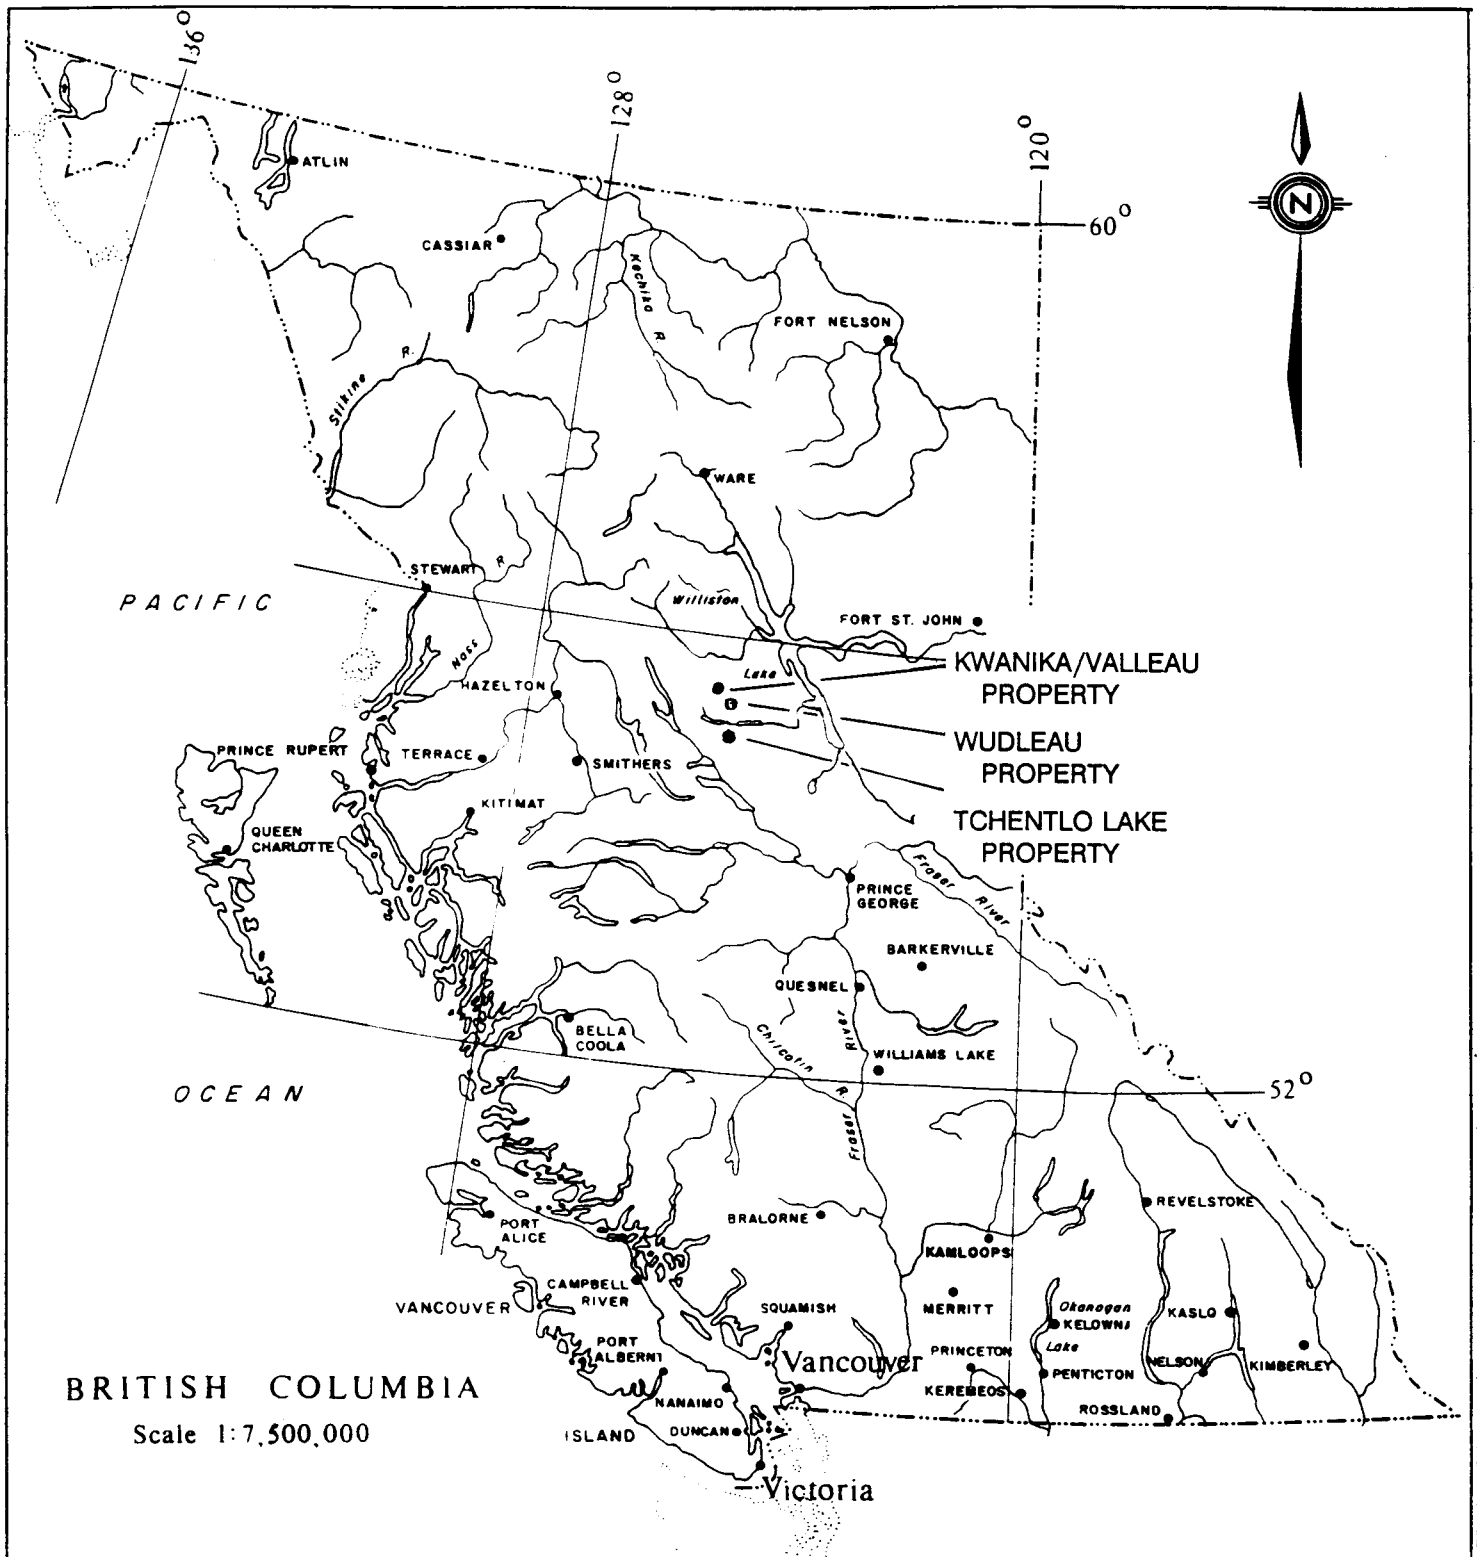 136°
128°
120°
60°
N
ATLIN
CASSIAR
Kechika R.
FORT NELSON
Stikine R.
WARE
STEWART
PACIFIC
Williston
FORT ST. JOHN
Nass R.
HAZELTON
Lake
KWANIKA/VALLEAU
PROPERTY
WUDLEAU
PROPERTY
PRINCE RUPERT
TERRACE
SMITHERS
KITIMAT
TCHENTLO LAKE
PROPERTY
QUEEN
CHARLOTTE
Fraser River
PRINCE
GEORGE
BARKERVILLE
QUESNEL
BELLA
COOLA
Chilcotin R.
Fraser River
WILLIAMS LAKE
OCEAN
52°
REVELSTOKE
PORT
ALICE
BRALORNE
KAMLOOPS
CAMPBELL
RIVER
VANCOUVER
SQUAMISH
MERRITT
Okanagan
KELOWNA
Lake
KASLO
PORT
ALBERNI
Vancouver
PRINCETON
PENTICTON
NELSON
KIMBERLEY
KEREMEOS
BRITISH COLUMBIA
NANAIMO
ROSSLAND
Scale 1:7,500,000
ISLAND
DUNCAN
Victoria